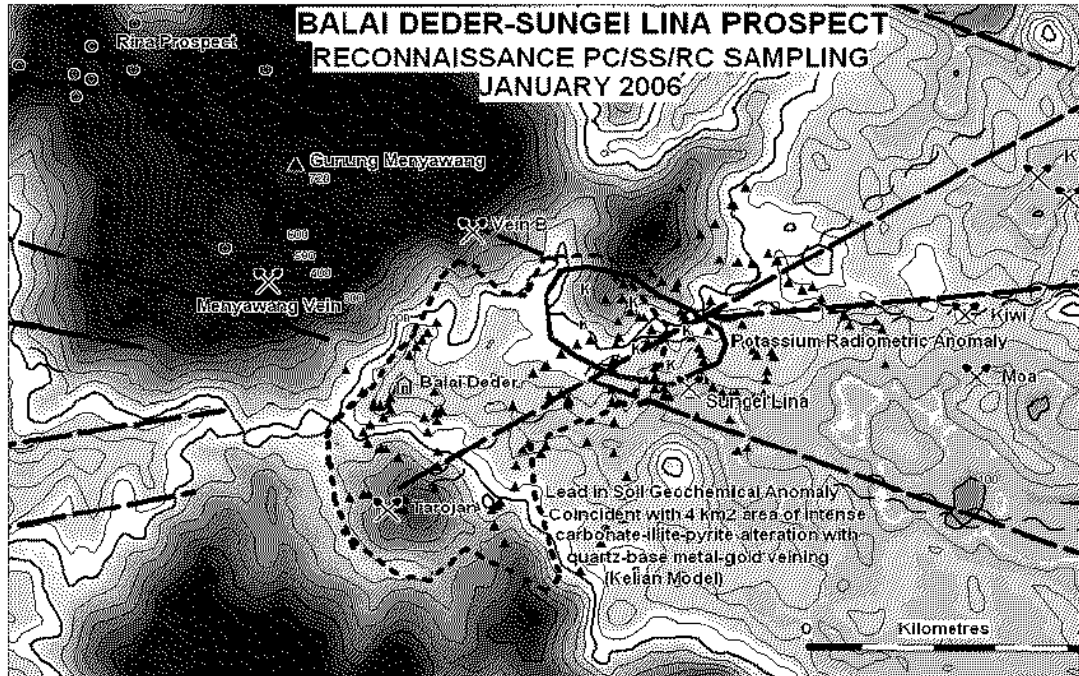 BALAI DEDER-SUNGEI LINA PROSPECT
RECONNAISSANCE PC/SS/RC SAMPLING
JANUARY 2006
Rina Prospect
Gunung Menyawang
720
Vein B
600
500
400
300
Menyawang Vein
200
K
K
K
K
K
K
K
Kiwi
Potassium Radiometric Anomaly
Balai Deder
Moa
Sungei Lina
Tarojan
100
Lead in Soil Geochemical Anomaly
Coincident with 4 km2 area of intense
carbonate-illite-pyrite alteration with
quartz-base metal-gold veining
(Kelian Model)
0
Kilometres